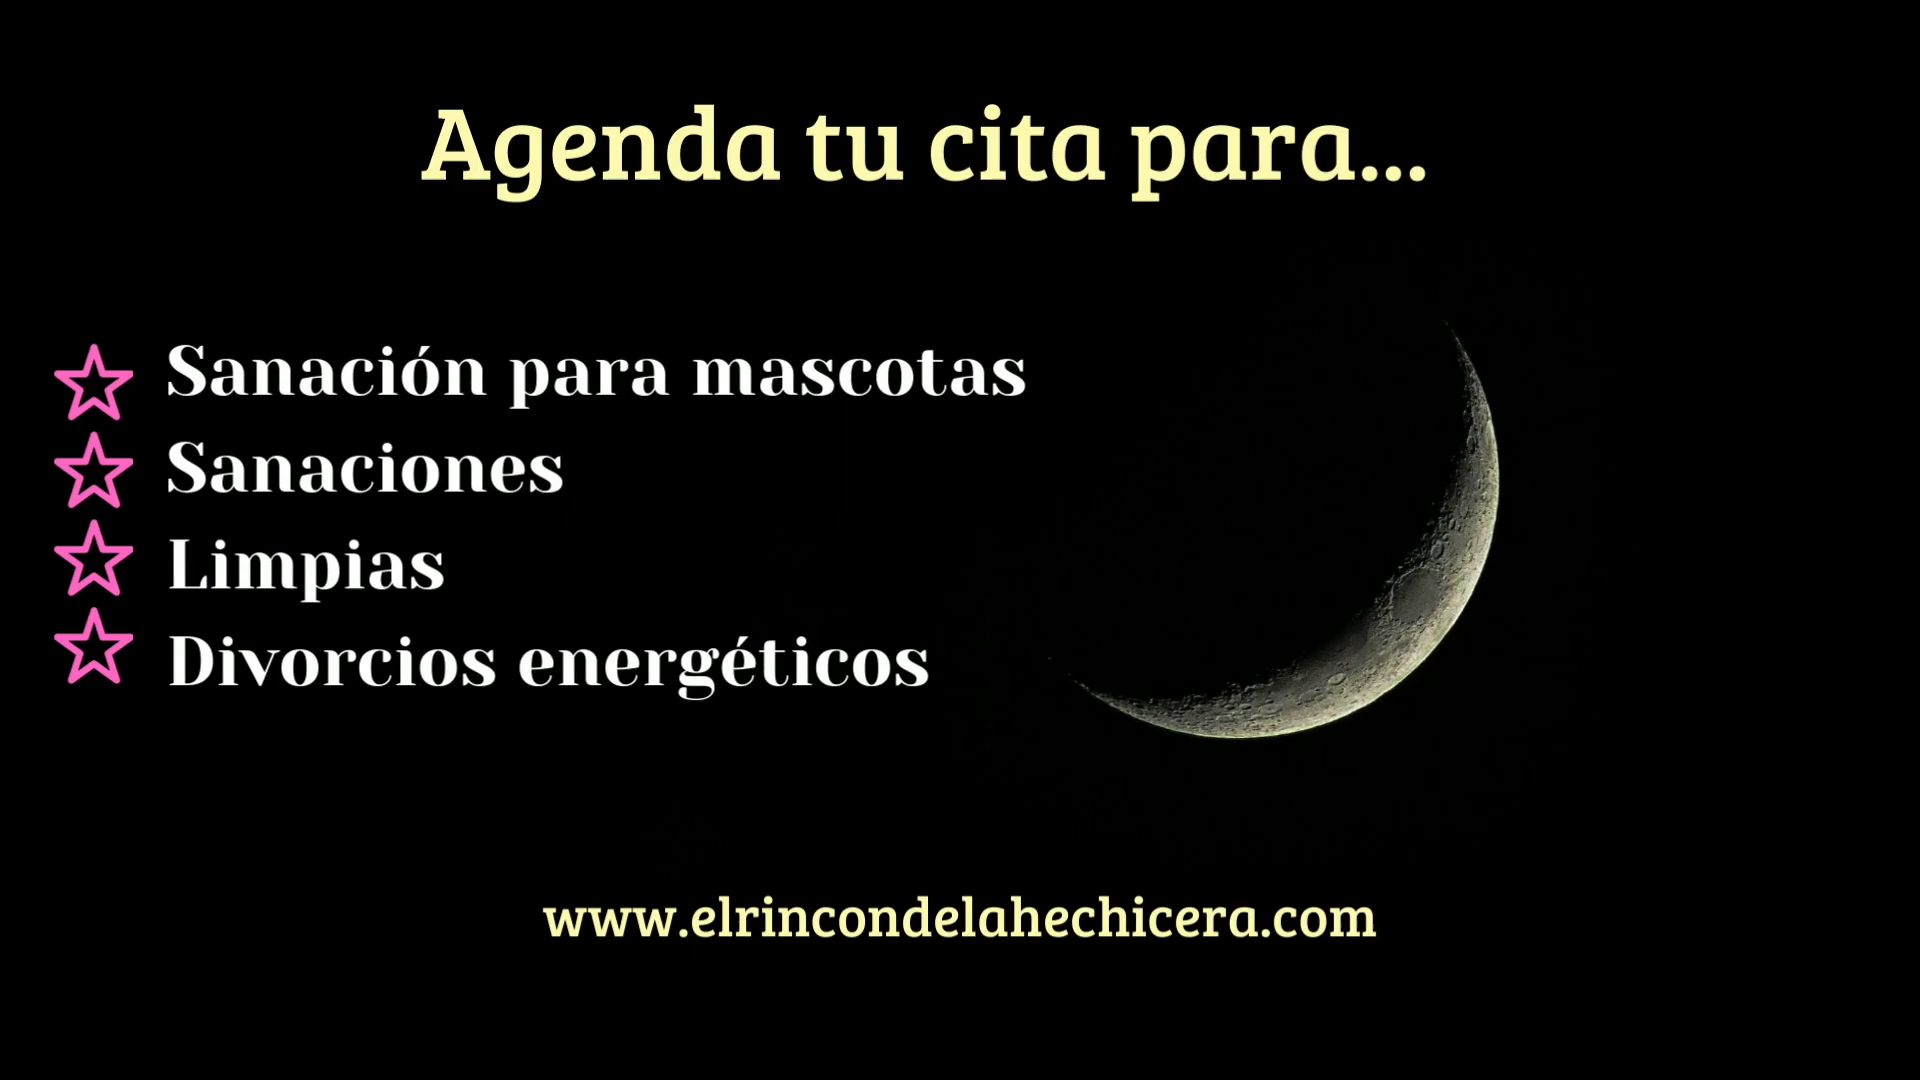 Agenda tu cita para...
Sanación para mascotas
Sanaciones
Limpias
Divorcios energéticos
www.elrincondelahechicera.com